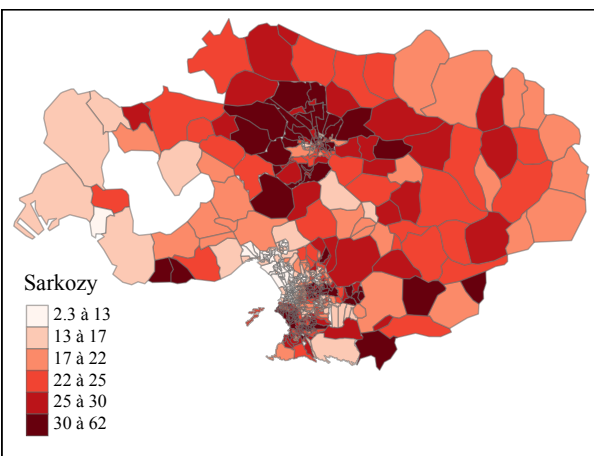 Sarkozy
2.3 à 13
13 à 17
17 à 22
22 à 25
25 à 30
30 à 62